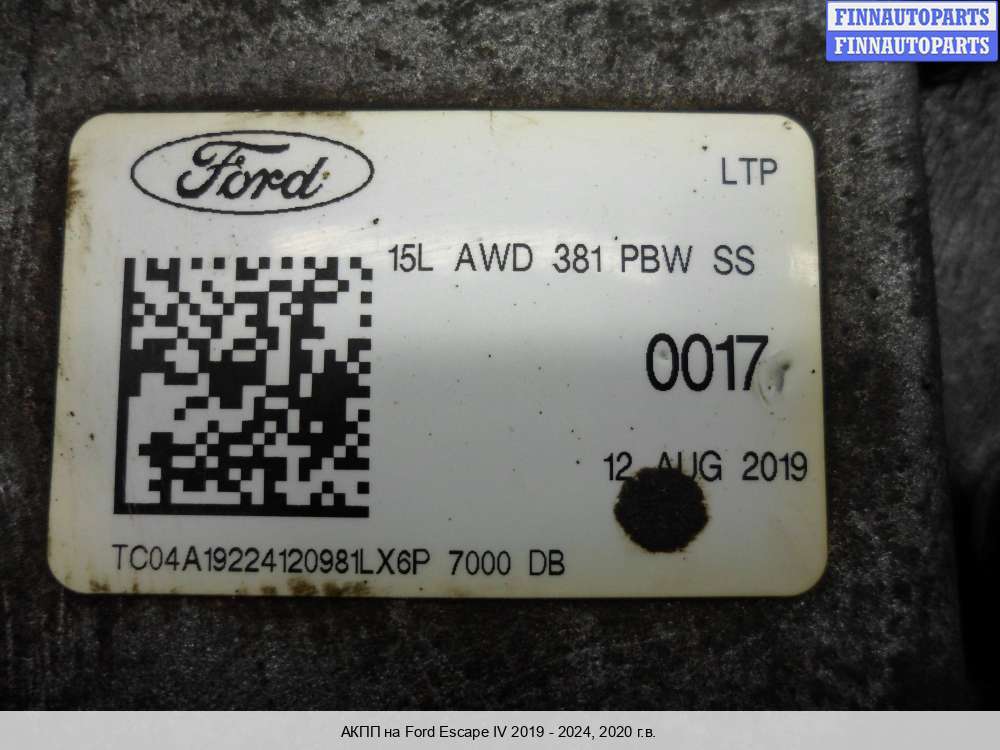 FINNAUTOPARTS
FINNAUTOPARTS
Ford
LTP
15L AWD 381 PBW SS
0017
12 AUG 2019
TC04A19224120981LX6P 7000 DB
АКПП на Ford Escape IV 2019 - 2024, 2020 г.в.